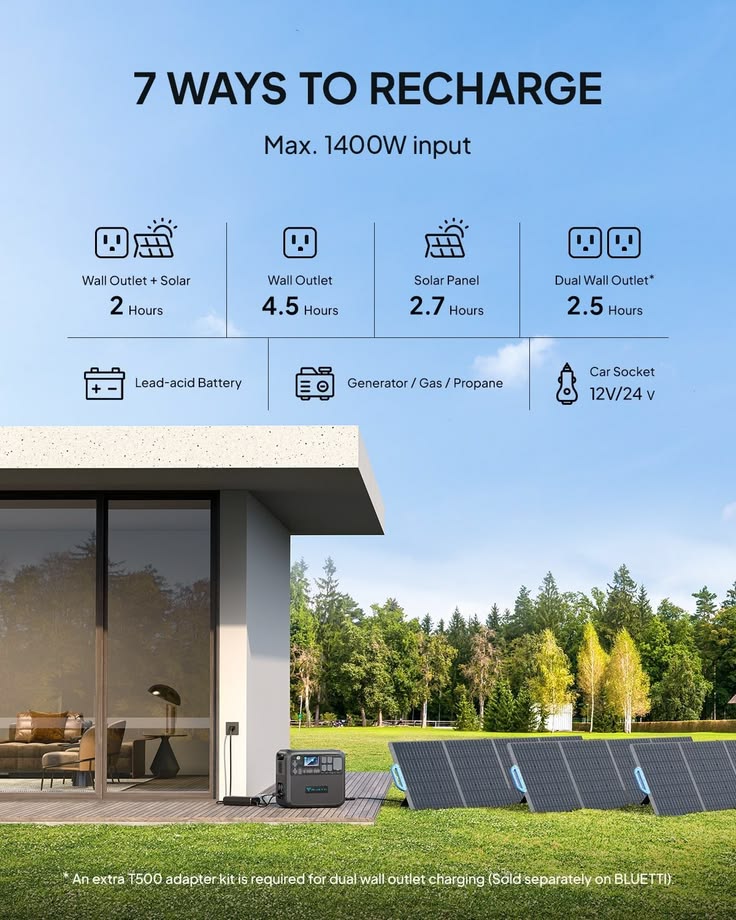 7 WAYS TO RECHARGE
Max. 1400W input
Wall Outlet + Solar
2 Hours
Wall Outlet
4.5 Hours
Solar Panel
2.7 Hours
Dual Wall Outlet*
2.5 Hours
Lead-acid Battery
Generator / Gas / Propane
Car Socket
12V/24 V
BLUETTI
* An extra T500 adapter kit is required for dual wall outlet charging (Sold separately on BLUETTI)